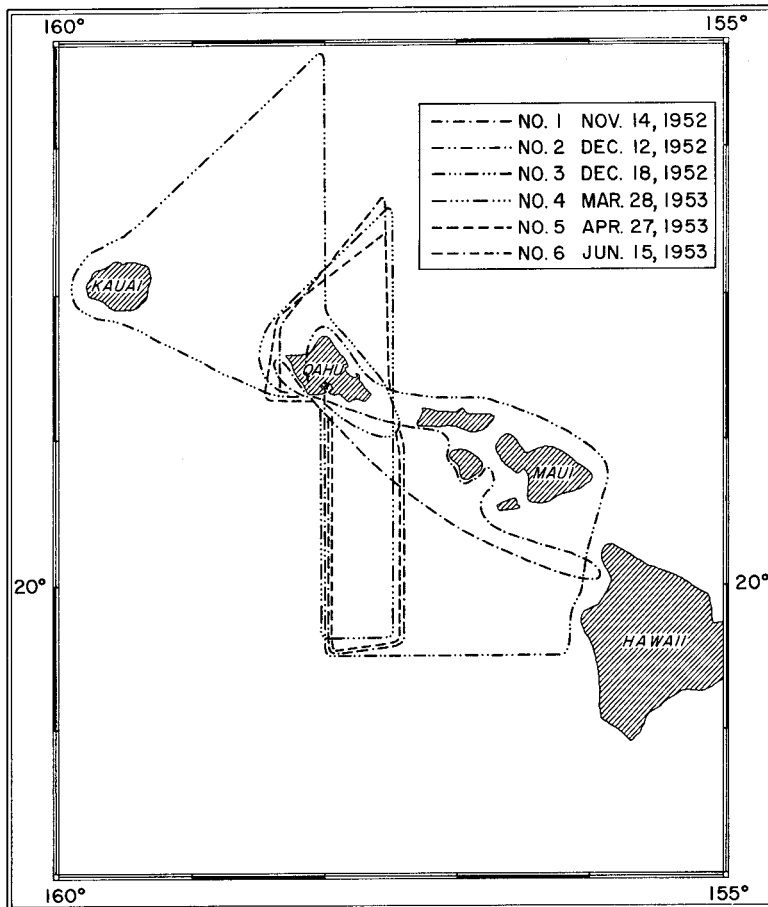 160° 155°
NO. 1 NOV. 14, 1952
NO. 2 DEC. 12, 1952
NO. 3 DEC. 18, 1952
NO. 4 MAR. 28, 1953
NO. 5 APR. 27, 1953
NO. 6 JUN. 15, 1953
KAUAI
OAHU
MAUI
20° 20°
HAWAII
160° 155°